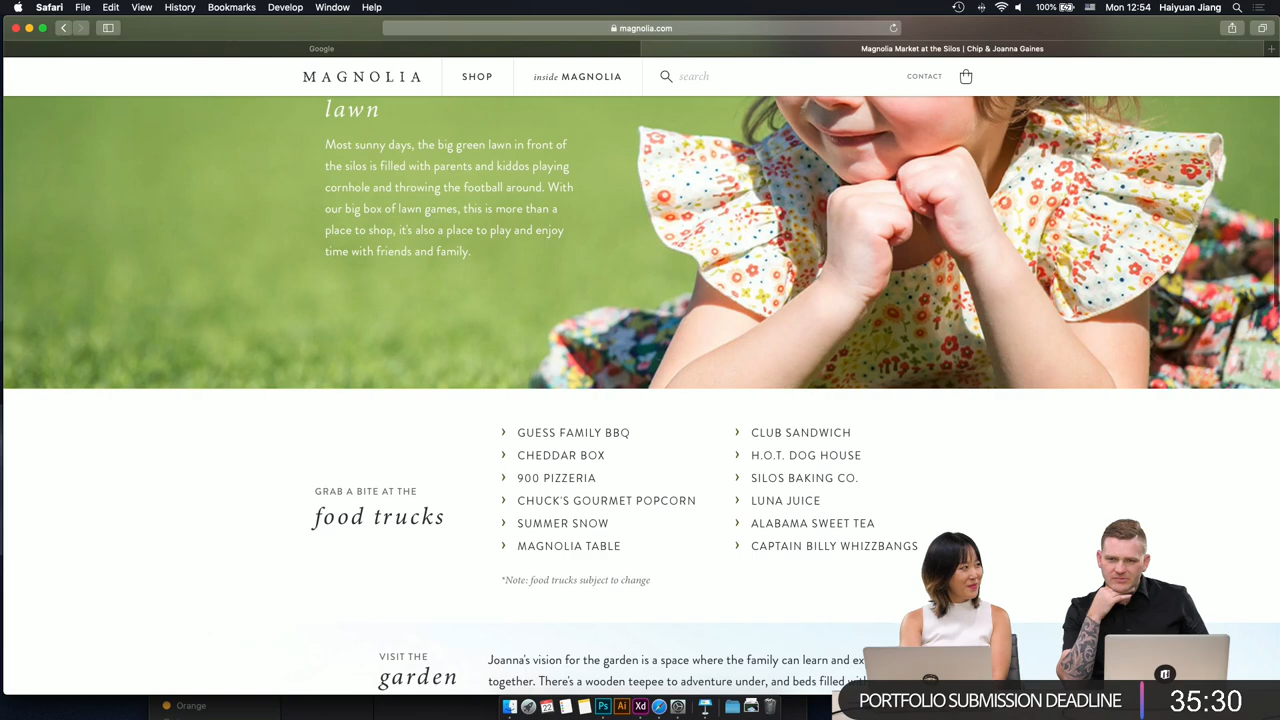 Safari File Edit View History Bookmarks Develop Window Help
100% Mon 12:54 Haiyuan Jiang
magnolia.com
Google
Magnolia Market at the Silos | Chip & Joanna Gaines
MAGNOLIA
SHOP
inside MAGNOLIA
search
CONTACT
lawn
Most sunny days, the big green lawn in front of
the silos is filled with parents and kiddos playing
cornhole and throwing the football around. With
our big box of lawn games, this is more than a
place to shop, it's also a place to play and enjoy
time with friends and family.
GRAB A BITE AT THE
food trucks
GUESS FAMILY BBQ
CHEDDAR BOX
900 PIZZERIA
CHUCK'S GOURMET POPCORN
SUMMER SNOW
MAGNOLIA TABLE
CLUB SANDWICH
H.O.T. DOG HOUSE
SILOS BAKING CO.
LUNA JUICE
ALABAMA SWEET TEA
CAPTAIN BILLY WHIZZBANGS
*Note: food trucks subject to change
VISIT THE
garden
Joanna's vision for the garden is a space where the family can learn and ex
together. There's a wooden teepee to adventure under, and beds filled with
Orange
Ps Ai Xd
PORTFOLIO SUBMISSION DEADLINE
35:30